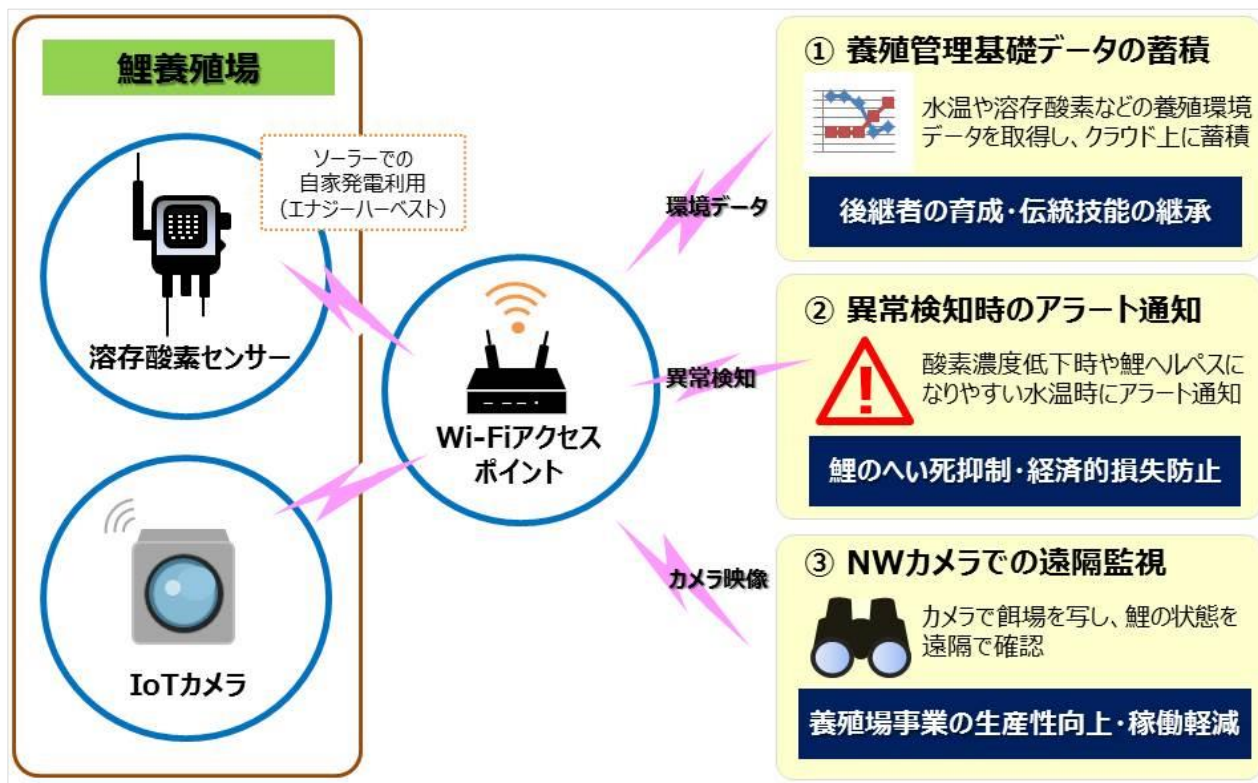 鯉養殖場
ソーラーでの
自家発電利用
（エナジーハーベスト）
溶存酸素センサー
IoTカメラ
Wi-Fiアクセス
ポイント
環境データ
異常検知
カメラ映像
① 養殖管理基礎データの蓄積
水温や溶存酸素などの養殖環境
データを取得し、クラウド上に蓄積
後継者の育成・伝統技能の継承
② 異常検知時のアラート通知
酸素濃度低下時や鯉ヘルペスに
なりやすい水温時にアラート通知
鯉のへい死抑制・経済的損失防止
③ NWカメラでの遠隔監視
カメラで餌場を写し、鯉の状態を
遠隔で確認
養殖場事業の生産性向上・稼働軽減